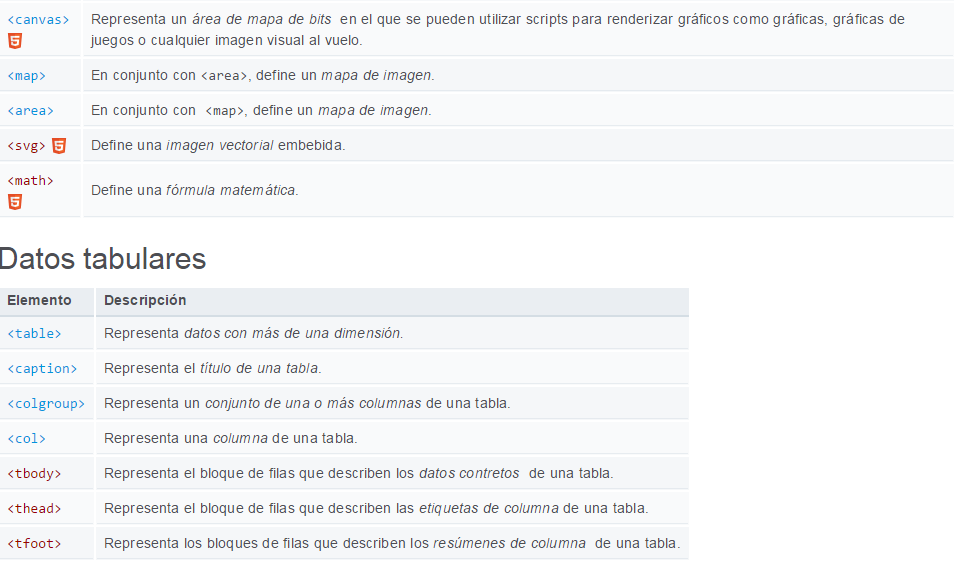 <canvas> Representa un área de mapa de bits en el que se pueden utilizar scripts para renderizar gráficos como gráficas, gráficas de
juegos o cualquier imagen visual al vuelo.
<map> En conjunto con <area>, define un mapa de imagen.
<area> En conjunto con <map>, define un mapa de imagen.
<svg> Define una imagen vectorial embebida.
<math> Define una fórmula matemática.
Datos tabulares
Elemento Descripción
<table> Representa datos con más de una dimensión.
<caption> Representa el título de una tabla.
<colgroup> Representa un conjunto de una o más columnas de una tabla.
<col> Representa una columna de una tabla.
<tbody> Representa el bloque de filas que describen los datos contretos de una tabla.
<thead> Representa el bloque de filas que describen las etiquetas de columna de una tabla.
<tfoot> Representa los bloques de filas que describen los resúmenes de columna de una tabla.